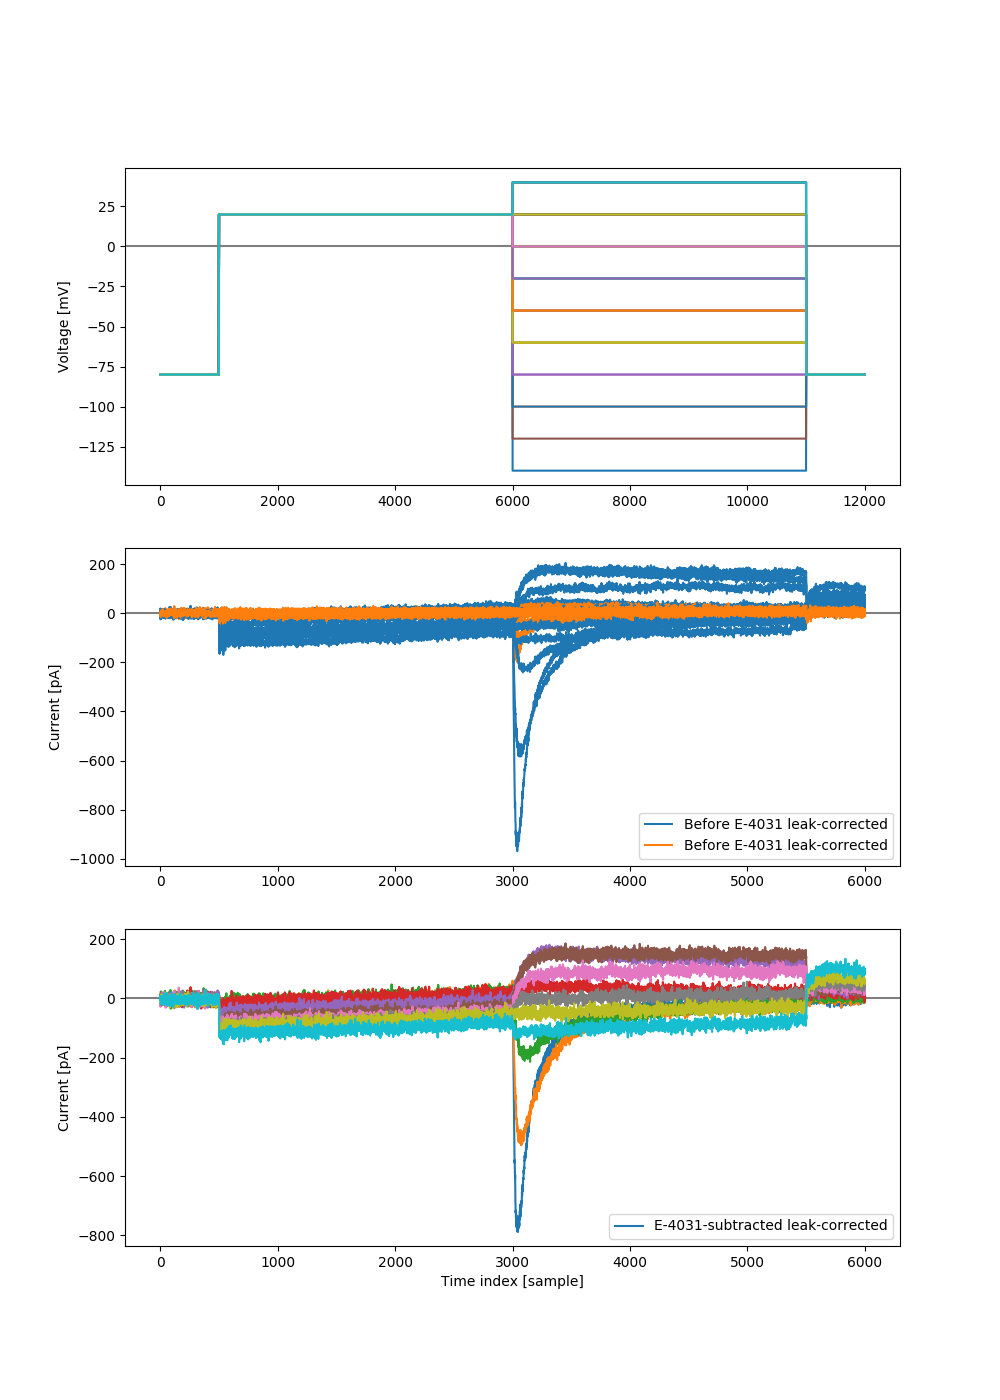 25
0
−25
−50
−75
−100
−125
Voltage [mV]
0 2000 4000 6000 8000 10000 12000
200
0
−200
−400
−600
−800
−1000
Current [pA]
Before E-4031 leak-corrected
Before E-4031 leak-corrected
0 1000 2000 3000 4000 5000 6000
200
0
−200
−400
−600
−800
Current [pA]
E-4031-subtracted leak-corrected
0 1000 2000 3000 4000 5000 6000
Time index [sample]